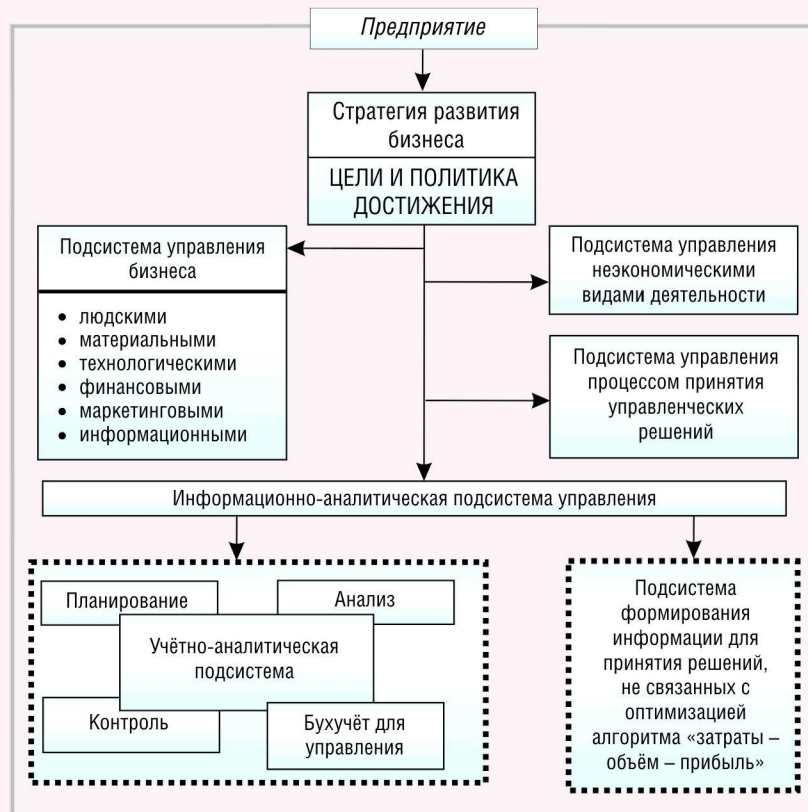 Предприятие
Стратегия развития
бизнеса
ЦЕЛИ И ПОЛИТИКА
ДОСТИЖЕНИЯ
Подсистема управления
бизнеса
• людскими
• материальными
• технологическими
• финансовыми
• маркетинговыми
• информационными
Подсистема управления
неэкономическими
видами деятельности
Подсистема управления
процессом принятия
управленческих
решений
Информационно-аналитическая подсистема управления
Планирование
Анализ
Учётно-аналитическая
подсистема
Контроль
Бухучёт для
управления
Подсистема
формирования
информации для
принятия решений,
не связанных с
оптимизацией
алгоритма «затраты –
объём – прибыль»